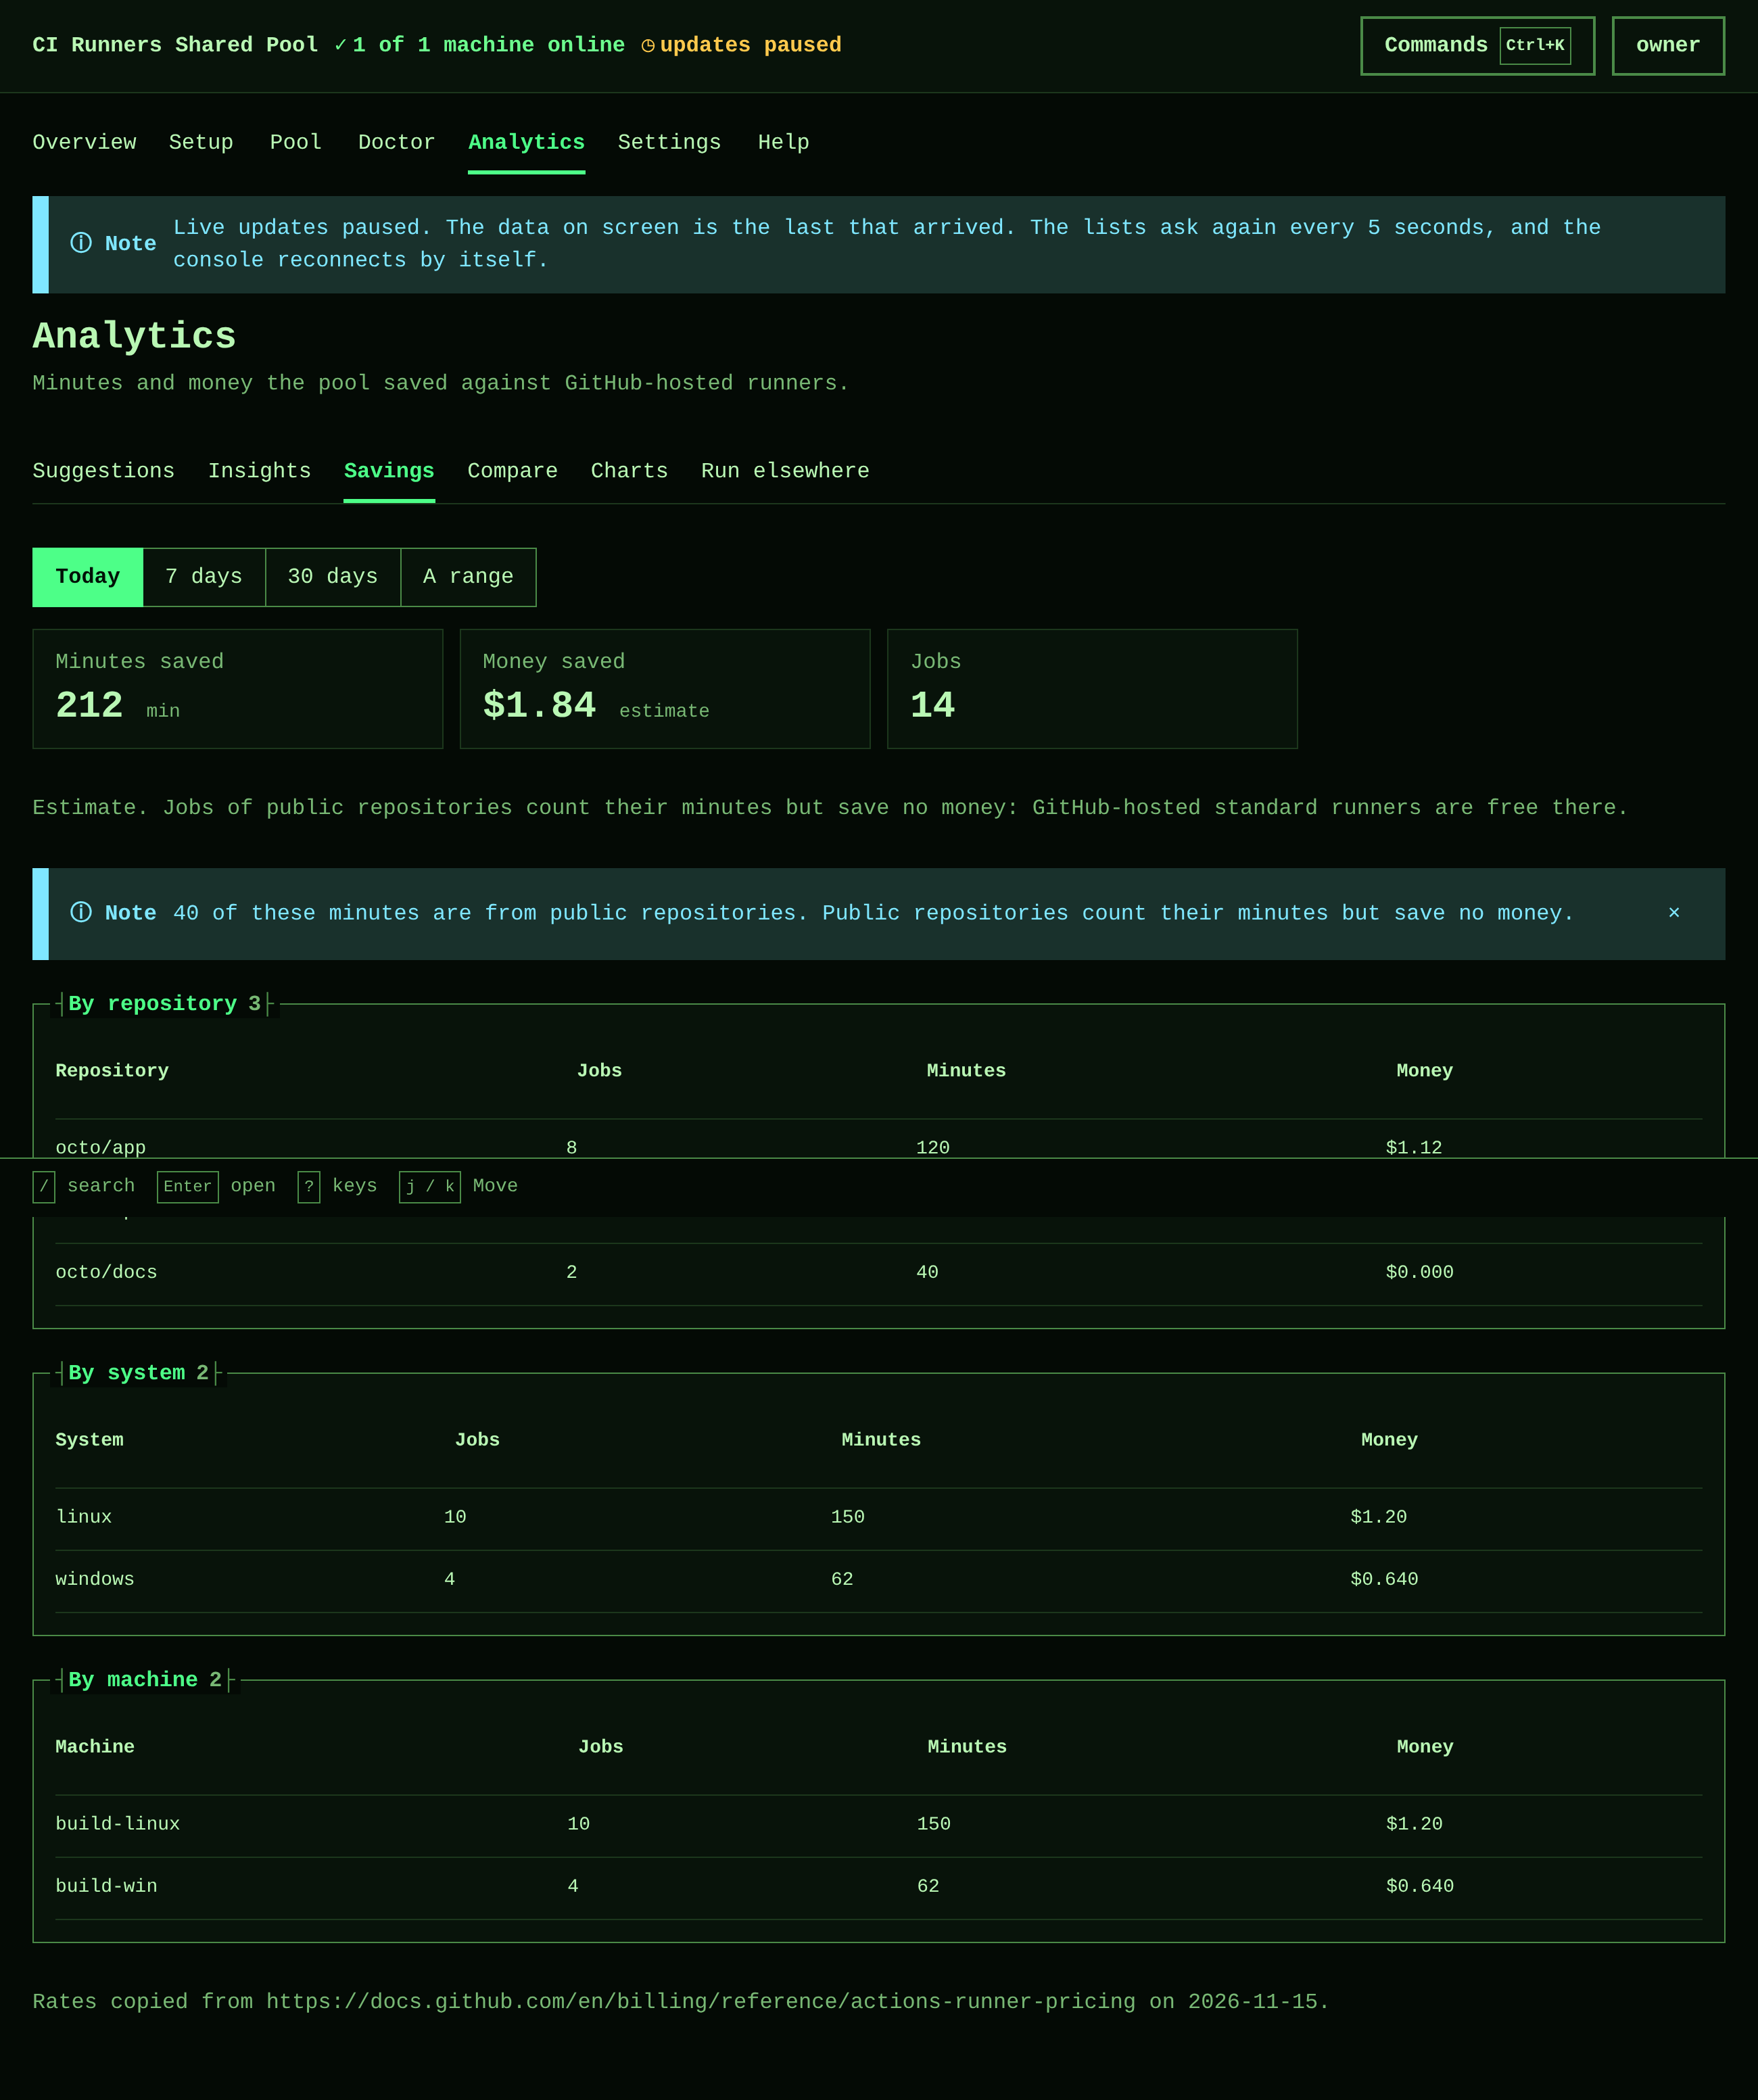 CI Runners Shared Pool ✓ 1 of 1 machine online ◷ updates paused Commands Ctrl+K owner
Overview Setup Pool Doctor Analytics Settings Help
ⓘ Note Live updates paused. The data on screen is the last that arrived. The lists ask again every 5 seconds, and the
console reconnects by itself.
Analytics
Minutes and money the pool saved against GitHub-hosted runners.
Suggestions Insights Savings Compare Charts Run elsewhere
Today 7 days 30 days A range
Minutes saved Money saved Jobs
212 min $1.84 estimate 14
Estimate. Jobs of public repositories count their minutes but save no money: GitHub-hosted standard runners are free there.
ⓘ Note 40 of these minutes are from public repositories. Public repositories count their minutes but save no money. ×
By repository 3
Repository Jobs Minutes Money
octo/app 8 120 $1.12
/ search Enter open ? keys j / k Move
octo/docs 2 40 $0.000
By system 2
System Jobs Minutes Money
linux 10 150 $1.20
windows 4 62 $0.640
By machine 2
Machine Jobs Minutes Money
build-linux 10 150 $1.20
build-win 4 62 $0.640
Rates copied from https://docs.github.com/en/billing/reference/actions-runner-pricing on 2026-11-15.